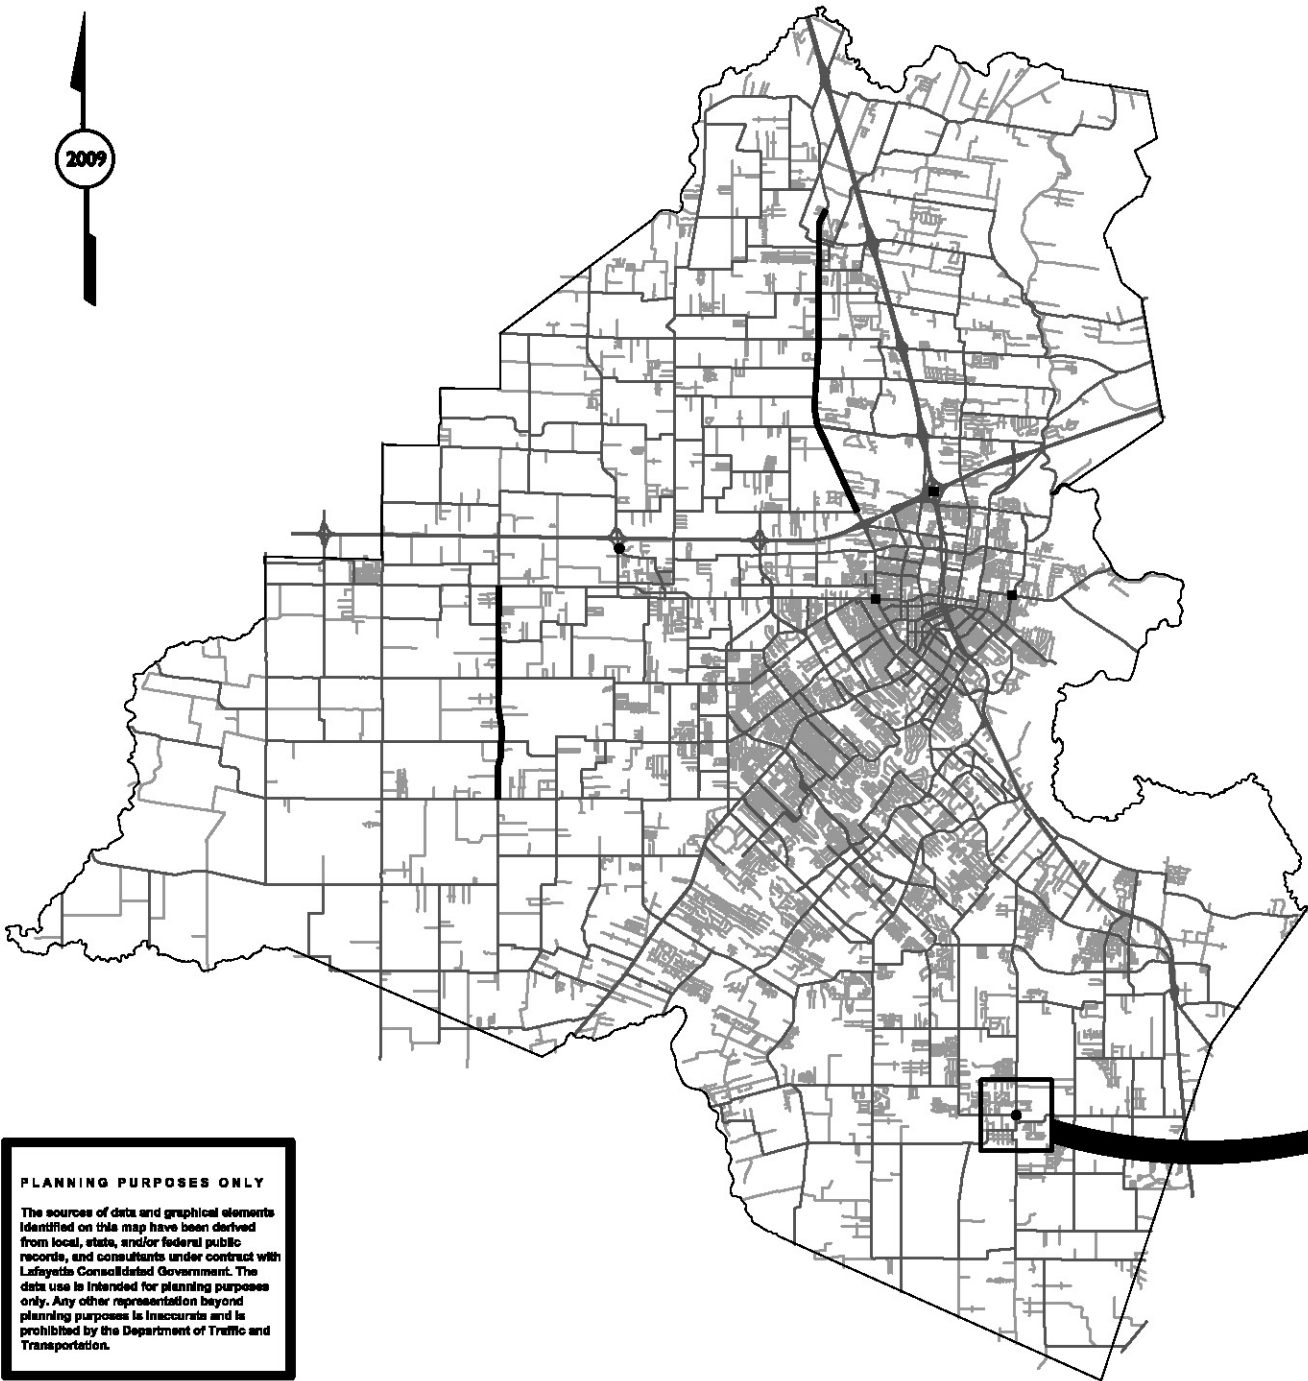 2009
PLANNING PURPOSES ONLY
The sources of data and graphical elements
identified on this map have been derived
from local, state, and/or federal public
records, and consultants under contract with
Lafayette Consolidated Government. The
data use is intended for planning purposes
only. Any other representation beyond
planning purposes is inaccurate and is
prohibited by the Department of Traffic and
Transportation.